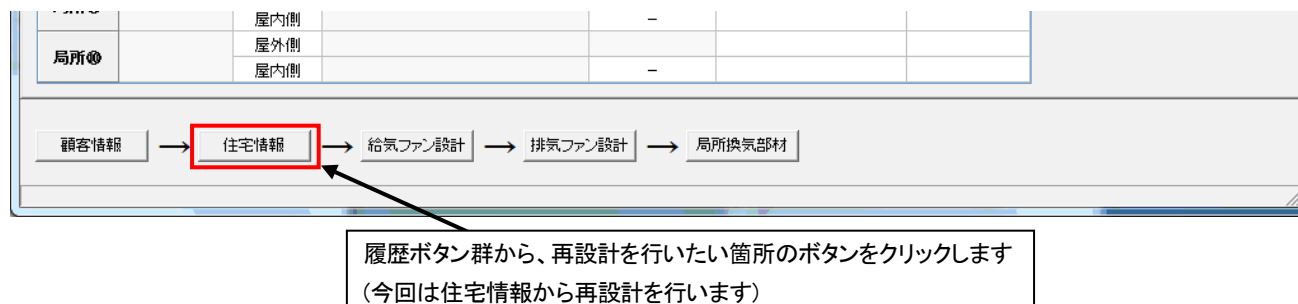 屋内側 －
局所⑩ 屋外側
屋内側 －
顧客情報 → 住宅情報 → 給気ファン設計 → 排気ファン設計 → 局所換気部材
履歴ボタン群から、再設計を行いたい箇所のボタンをクリックします
(今回は住宅情報から再設計を行います)